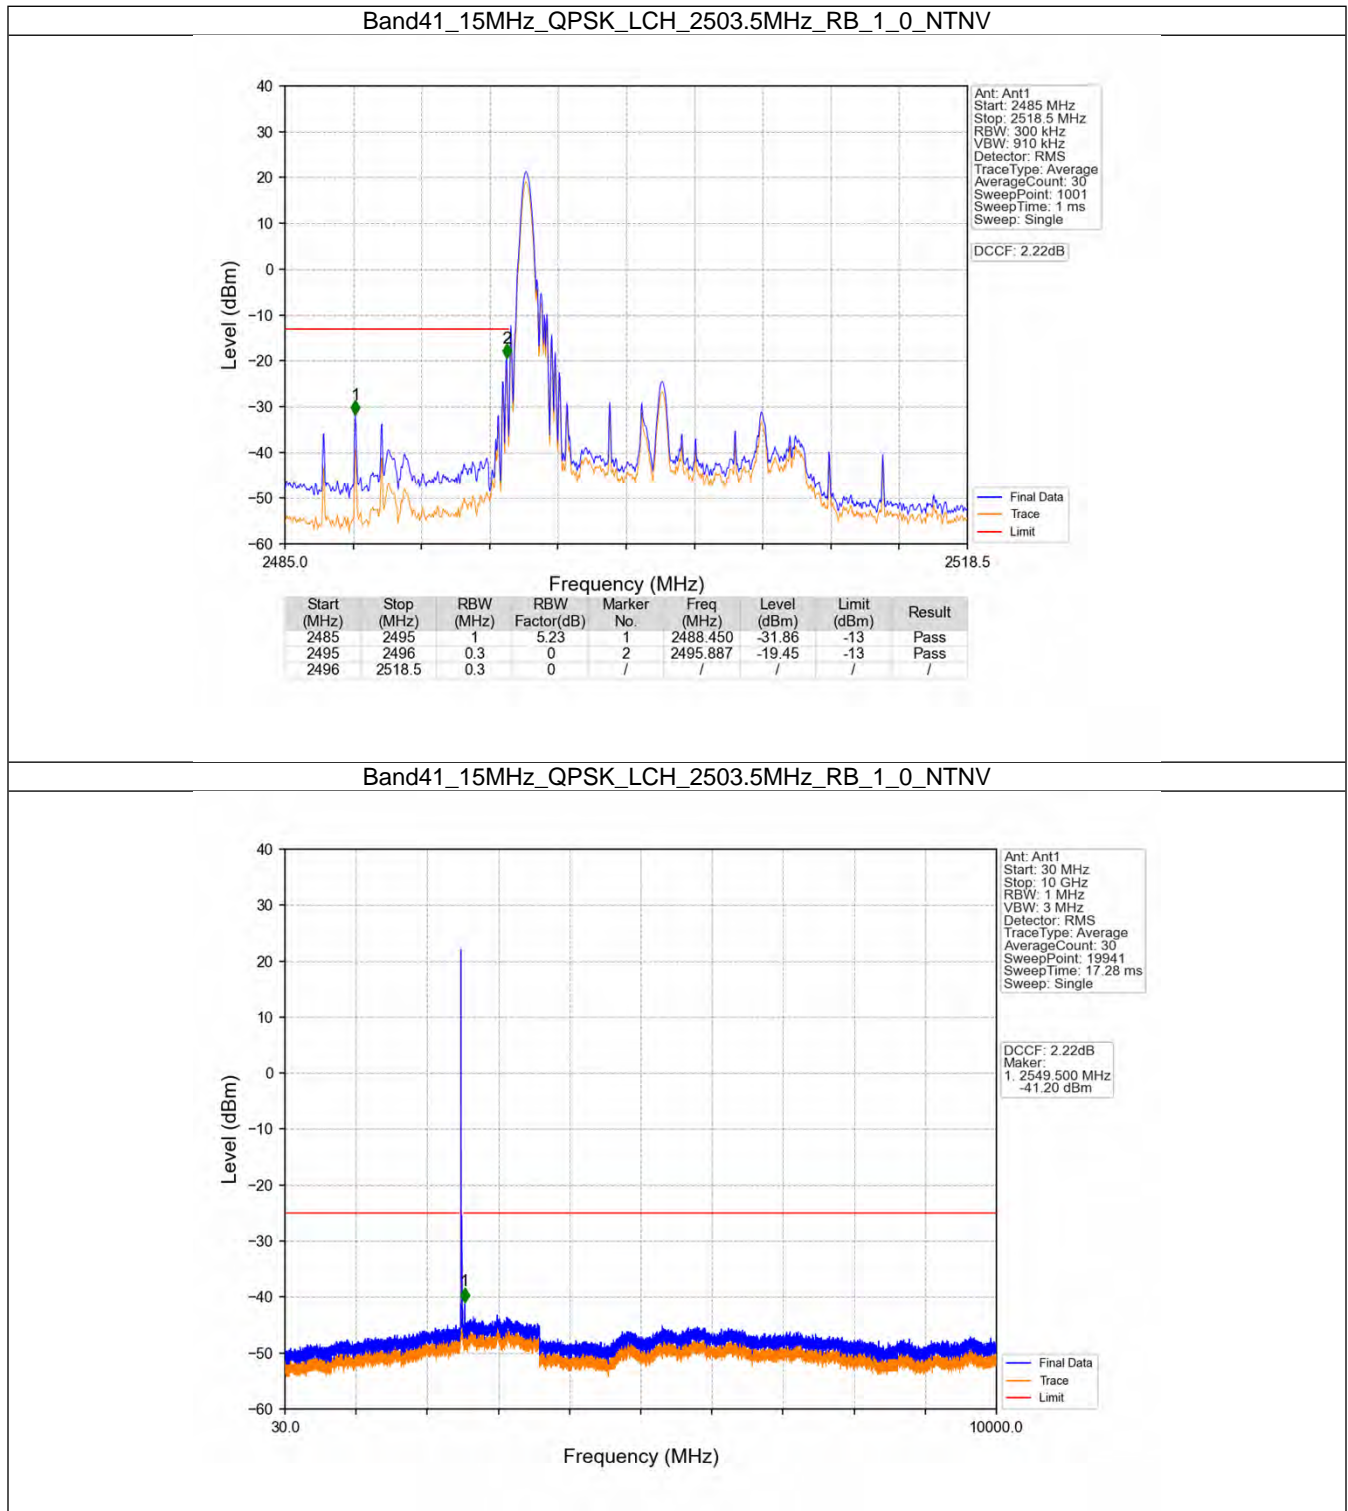 Band41_15MHz_QPSK_LCH_2503.5MHz_RB_1_0_NTNV
40
30
20
10
0
−10
−20
−30
−40
−50
−60
Level (dBm)
1
2
2485.0
2518.5
Frequency (MHz)
Ant: Ant1
Start: 2485 MHz
Stop: 2518.5 MHz
RBW: 300 kHz
VBW: 910 kHz
Detector: RMS
TraceType: Average
AverageCount: 30
SweepPoint: 1001
SweepTime: 1 ms
Sweep: Single
DCCF: 2.22dB
Final Data
Trace
Limit
Start (MHz) Stop (MHz) RBW (MHz) RBW Factor(dB) Marker No. Freq (MHz) Level (dBm) Limit (dBm) Result
2485 2495 1 5.23 1 2488.450 -31.86 -13 Pass
2495 2496 0.3 0 2 2495.887 -19.45 -13 Pass
2496 2518.5 0.3 0 / / / / /
Band41_15MHz_QPSK_LCH_2503.5MHz_RB_1_0_NTNV
40
30
20
10
0
−10
−20
−30
−40
−50
−60
Level (dBm)
1
30.0
10000.0
Frequency (MHz)
Ant: Ant1
Start: 30 MHz
Stop: 10 GHz
RBW: 1 MHz
VBW: 3 MHz
Detector: RMS
TraceType: Average
AverageCount: 30
SweepPoint: 19941
SweepTime: 17.28 ms
Sweep: Single
DCCF: 2.22dB
Maker:
1. 2549.500 MHz
-41.20 dBm
Final Data
Trace
Limit